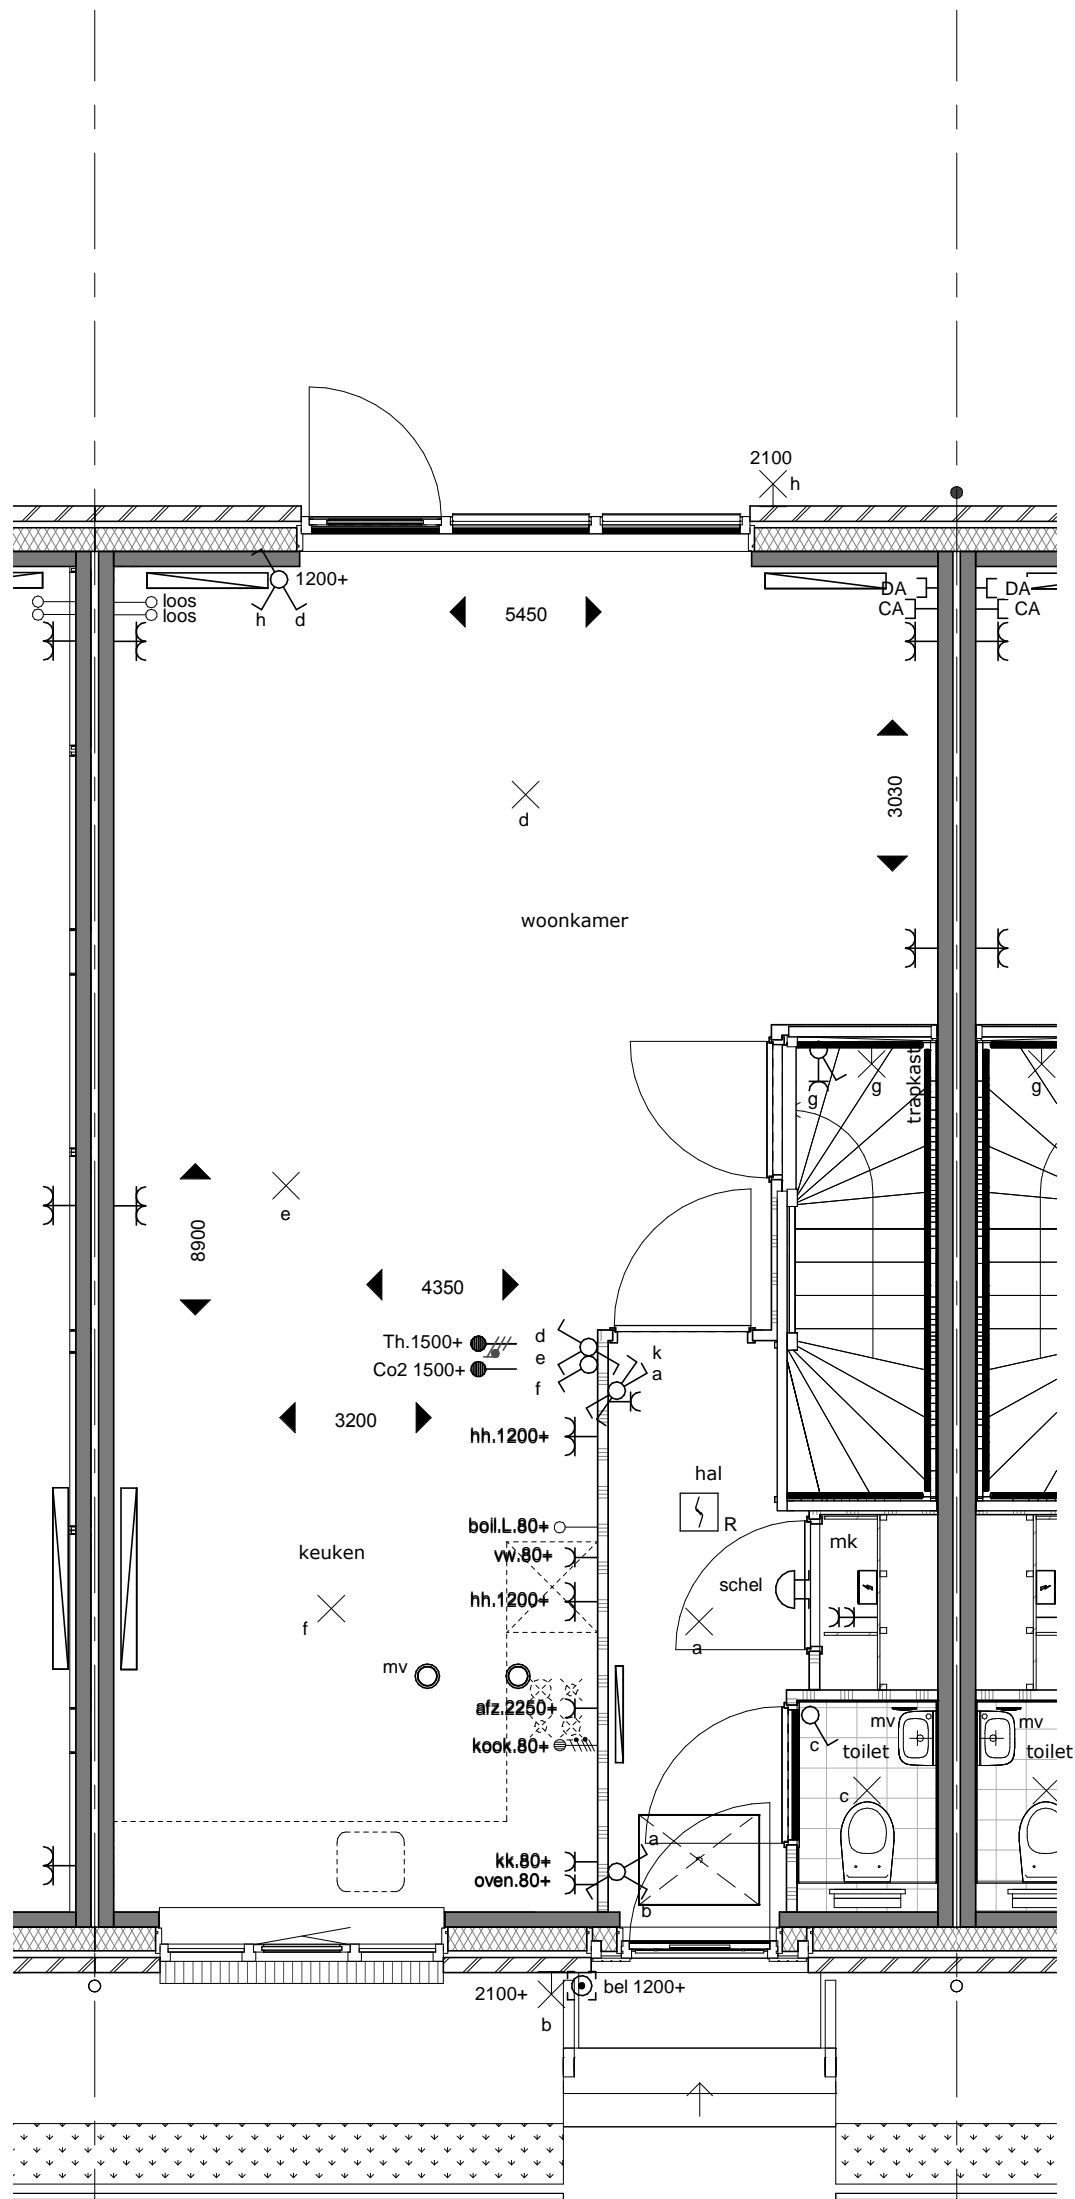 2100
h
1200+
loos
loos
h d
5450
DA DA
CA CA
3030
d
woonkamer
trapkast
g g g
8900
e
4350
Th.1500+
Co2 1500+
d
e
f
k
a
3200
hh.1200+
hal
R
boil.L.80+
keuken
vw.80+
mk
hh.1200+
schel
f
a
mv
afz.2250+
kook.80+
mv mv
c
toilet toilet
c
a
kk.80+
oven.80+
b
2100+
bel 1200+
b